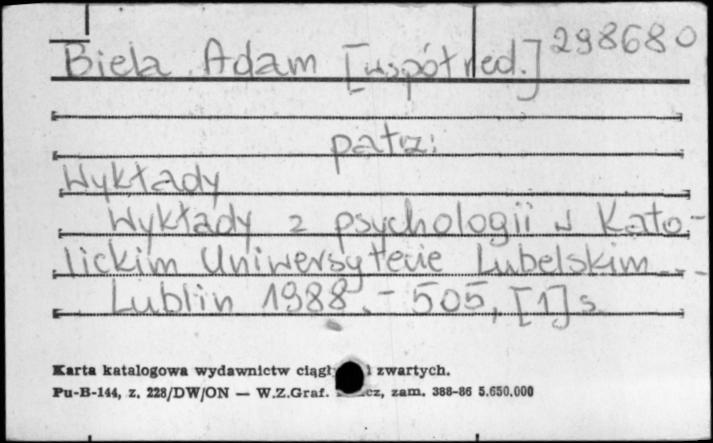 Biela Adam [współred.] 298680
patrz:
Wykłady
Wykłady z psychologii w Kato-
lickim Uniwersytecie Lubelskim...
Lublin 1988.- 505, [1] s.
Karta katalogowa wydawnictw zwartych.
Pu-B-144, z. 228/DW/ON — W.Z.Graf. zam. 388-86 5.650.000